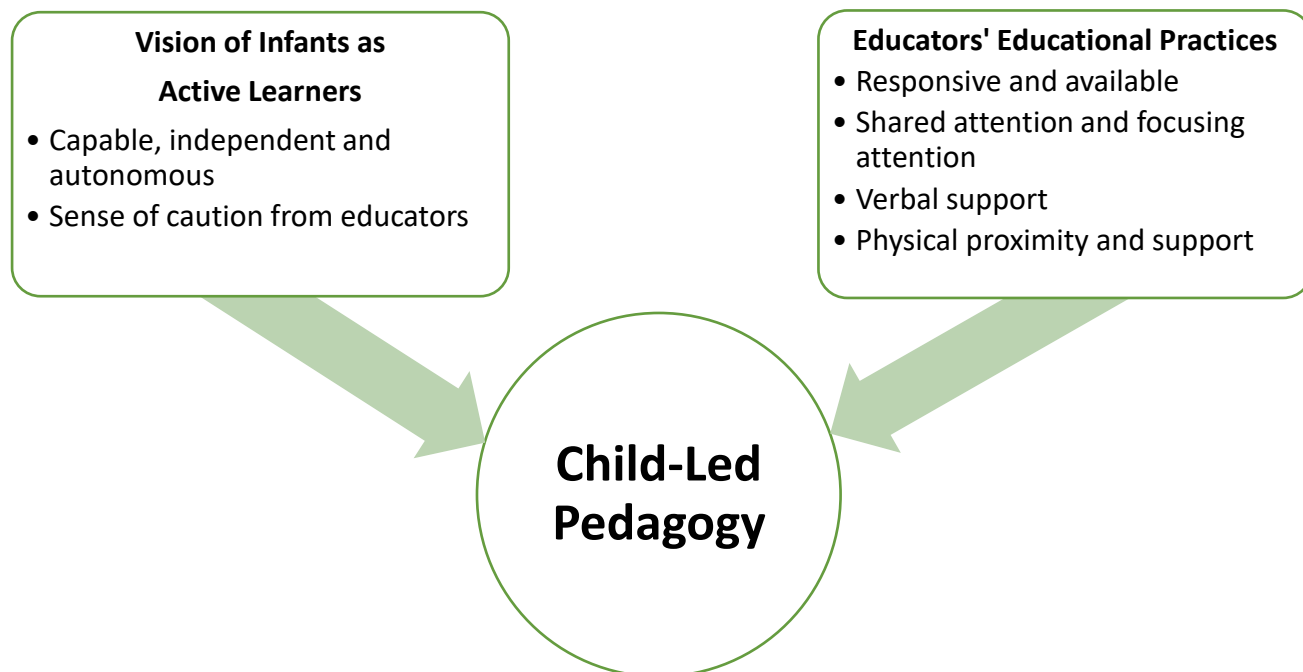 Vision of Infants as
Active Learners
• Capable, independent and
autonomous
• Sense of caution from educators
Educators' Educational Practices
• Responsive and available
• Shared attention and focusing
attention
• Verbal support
• Physical proximity and support
Child-Led
Pedagogy